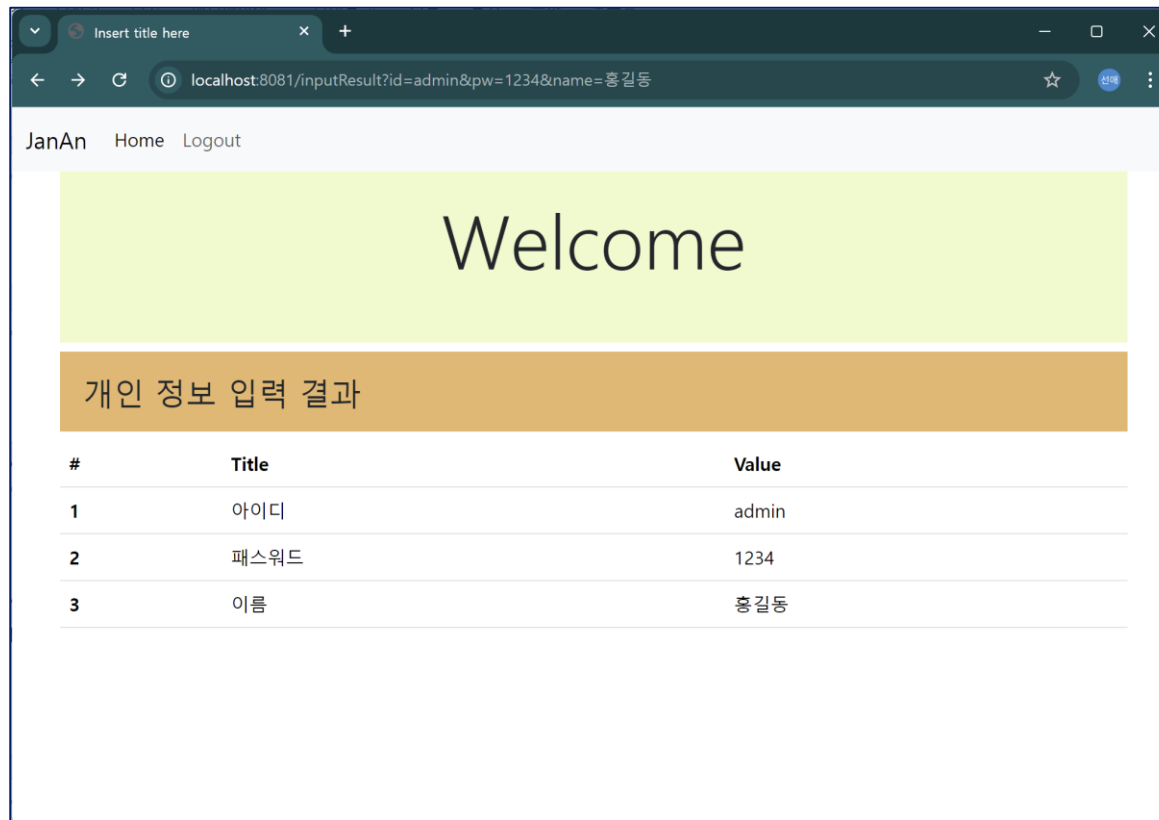 Insert title here
localhost:8081/inputResult?id=admin&pw=1234&name=홍길동
선애
JanAn Home Logout
Welcome
개인 정보 입력 결과
# Title Value
1 아이디 admin
2 패스워드 1234
3 이름 홍길동